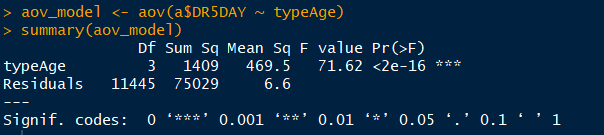 > aov_model <- aov(a$DR5DAY ~ typeAge)
> summary(aov_model)
Df Sum Sq Mean Sq F value Pr(>F)
typeAge 3 1409 469.5 71.62 <2e-16 ***
Residuals 11445 75029 6.6
---
Signif. codes: 0 ‘***’ 0.001 ‘**’ 0.01 ‘*’ 0.05 ‘.’ 0.1 ‘ ’ 1